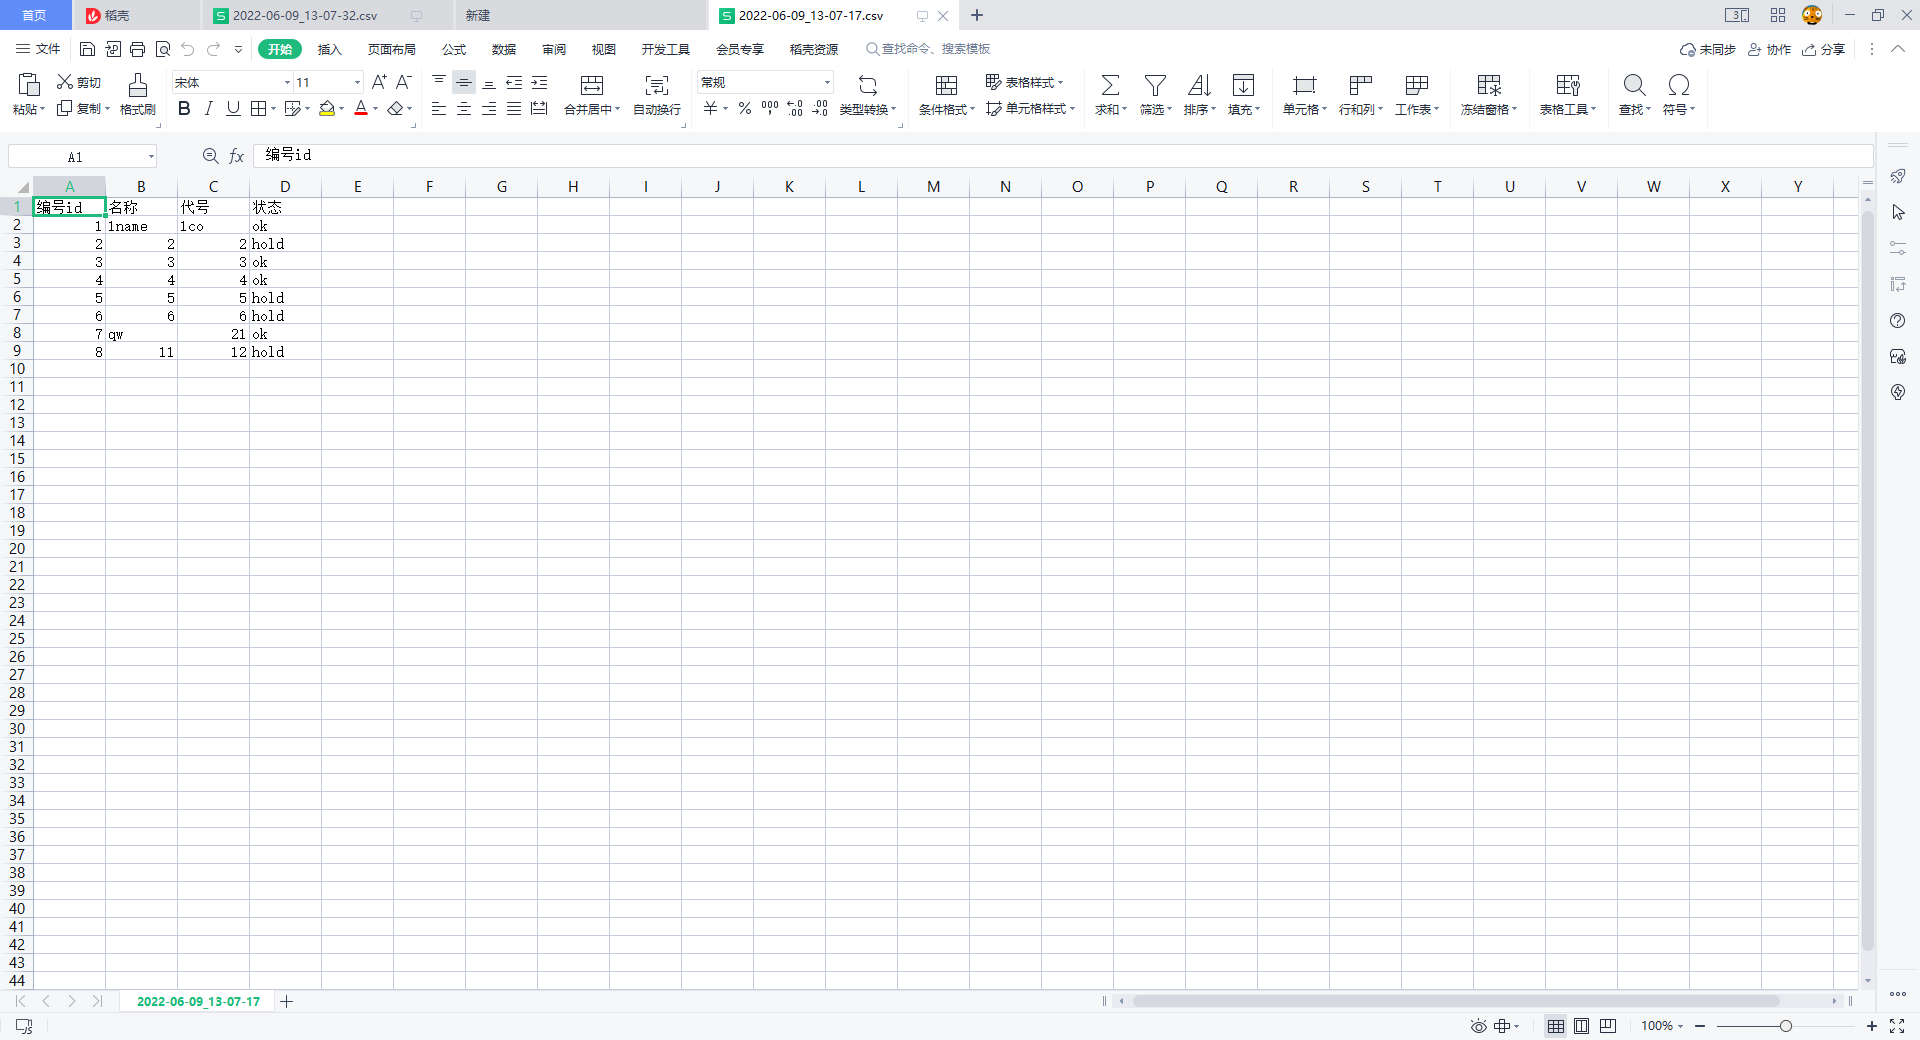 首页 稻壳 2022-06-09_13-07-32.csv 新建 2022-06-09_13-07-17.csv
文件 开始 插入 页面布局 公式 数据 审阅 视图 开发工具 会员专享 稻壳资源 查找命令、搜索模板 未同步 协作 分享
粘贴 剪切 复制 格式刷 宋体 11 合并居中 自动换行 常规 类型转换 条件格式 表格样式 单元格样式 求和 筛选 排序 填充 单元格 行和列 工作表 冻结窗格 表格工具 查找 符号
A1 fx 编号id
A B C D E F G H I J K L M N O P Q R S T U V W X Y
1 编号id 名称 代号 状态
2 1 1name 1co ok
3 2 2 2 hold
4 3 3 3 ok
5 4 4 4 ok
6 5 5 5 hold
7 6 6 6 hold
8 7 qw 21 ok
9 8 11 12 hold
10
11
12
13
14
15
16
17
18
19
20
21
22
23
24
25
26
27
28
29
30
31
32
33
34
35
36
37
38
39
40
41
42
43
44
2022-06-09_13-07-17
100%